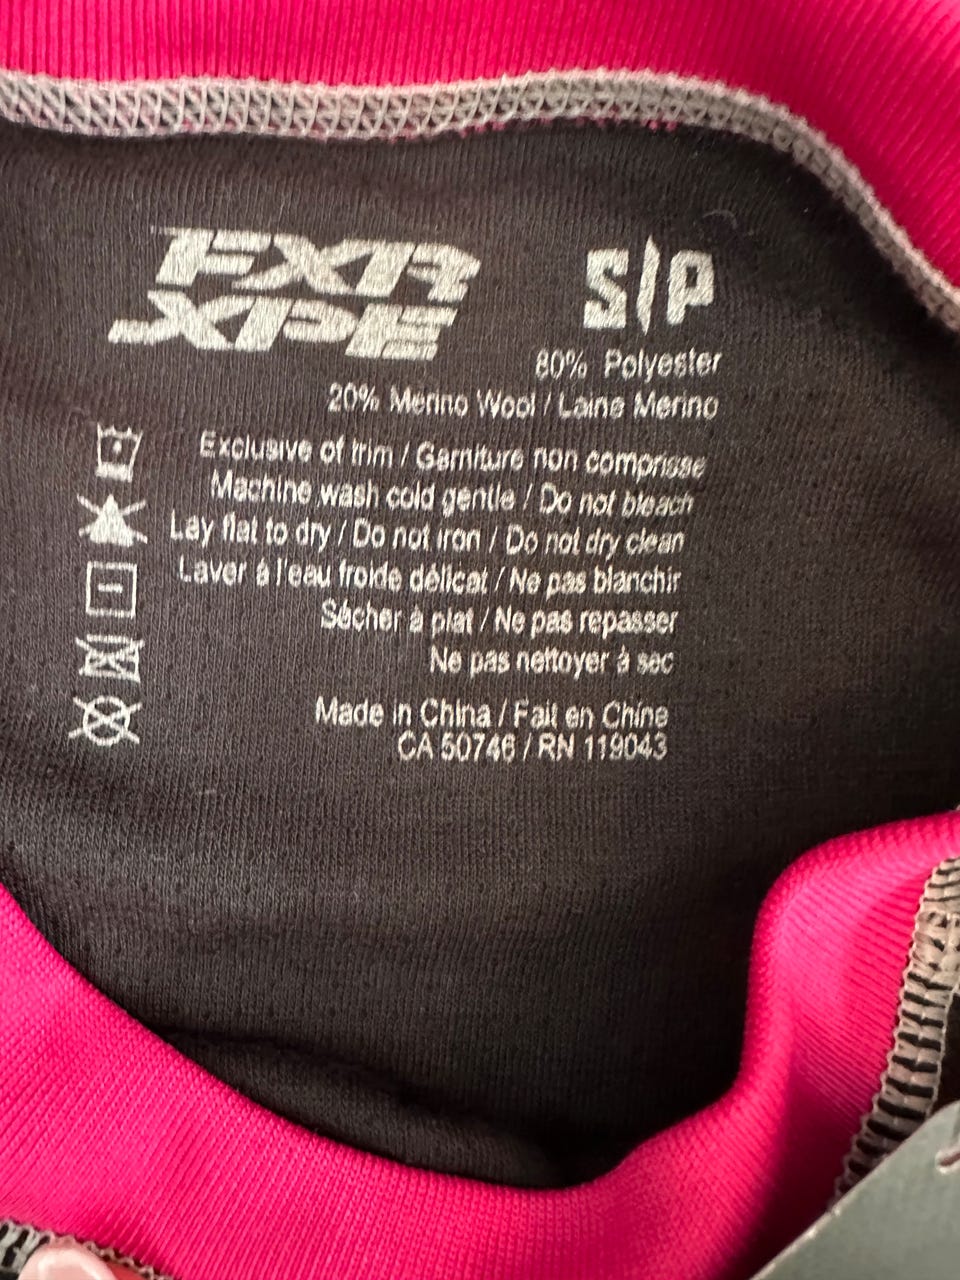 FXR
XPE
S/P
80% Polyester
20% Merino Wool / Laine Merino
Exclusive of trim / Garniture non comprise
Machine wash cold gentle / Do not bleach
Lay flat to dry / Do not iron / Do not dry clean
Laver à l'eau froide délicat / Ne pas blanchir
Sécher à plat / Ne pas repasser
Ne pas nettoyer à sec
Made in China / Fait en Chine
CA 50746 / RN 119043